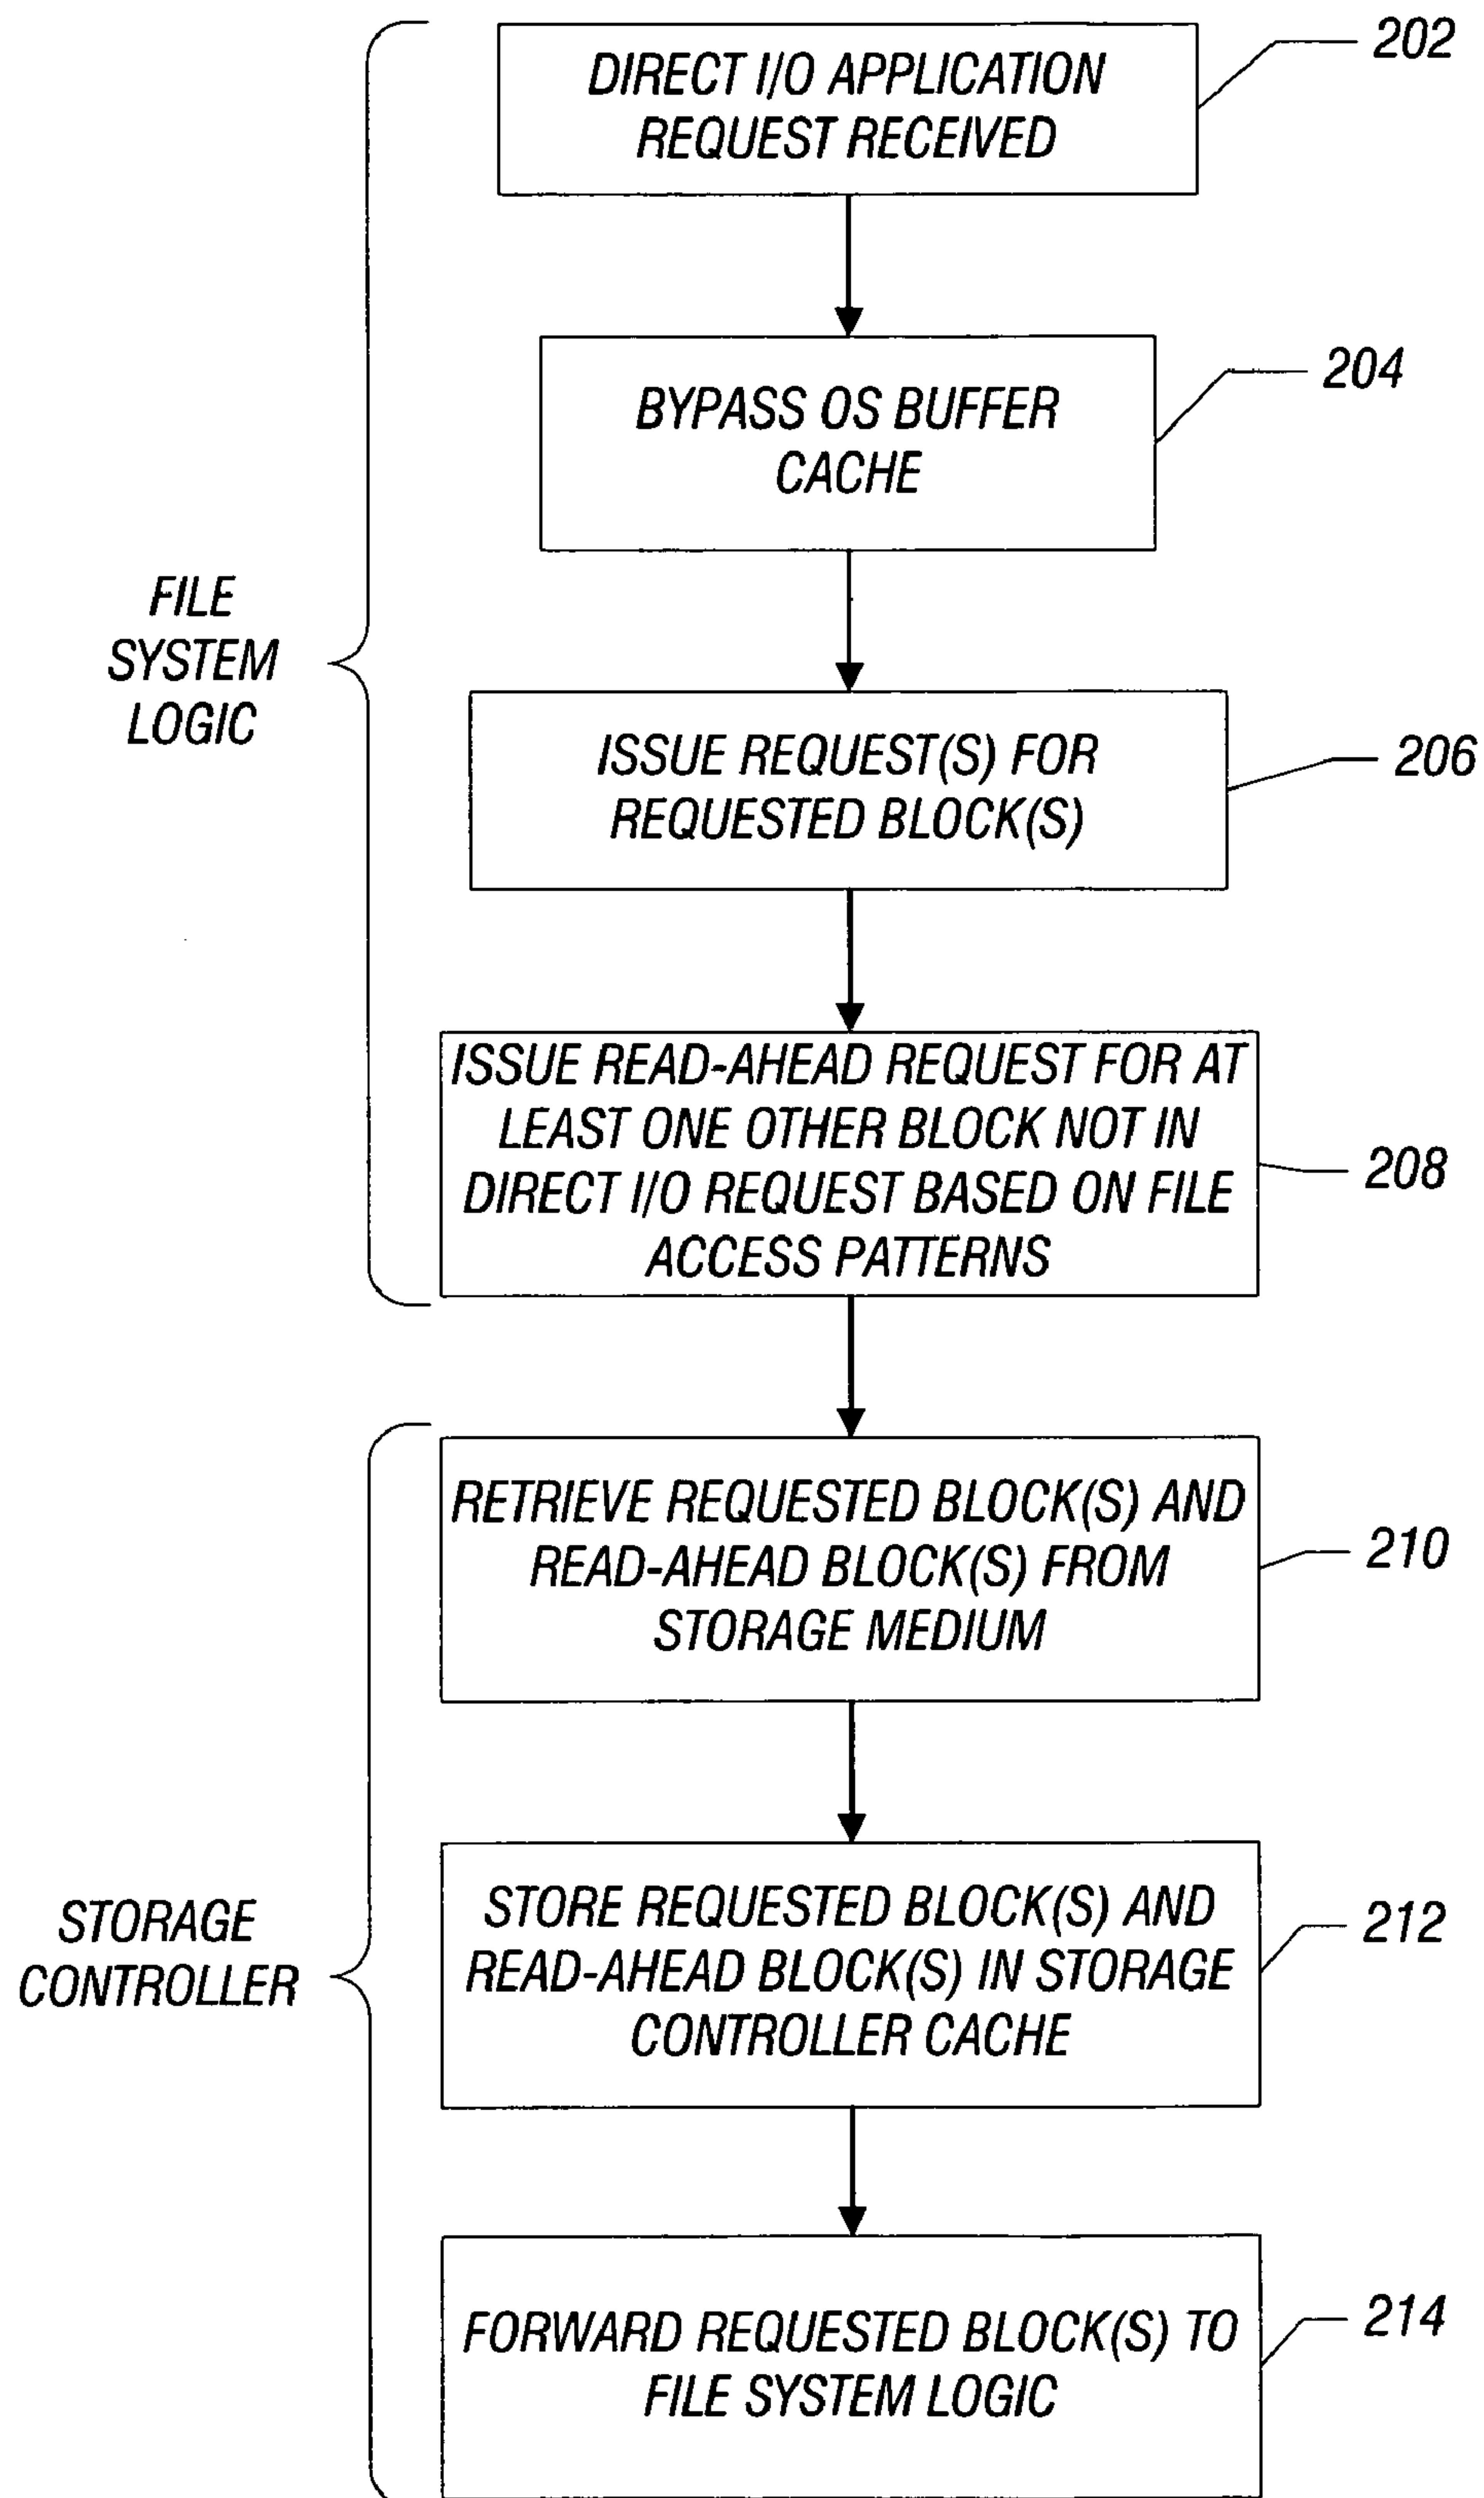 DIRECT I/O APPLICATION
REQUEST RECEIVED
202
BYPASS OS BUFFER
CACHE
204
FILE
SYSTEM
LOGIC
ISSUE REQUEST(S) FOR
REQUESTED BLOCK(S)
206
ISSUE READ-AHEAD REQUEST FOR AT
LEAST ONE OTHER BLOCK NOT IN
DIRECT I/O REQUEST BASED ON FILE
ACCESS PATTERNS
208
RETRIEVE REQUESTED BLOCK(S) AND
READ-AHEAD BLOCK(S) FROM
STORAGE MEDIUM
210
STORAGE
CONTROLLER
STORE REQUESTED BLOCK(S) AND
READ-AHEAD BLOCK(S) IN STORAGE
CONTROLLER CACHE
212
FORWARD REQUESTED BLOCK(S) TO
FILE SYSTEM LOGIC
214